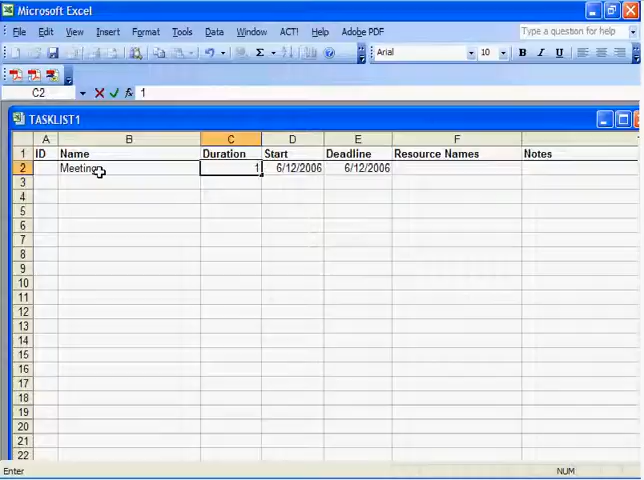 Microsoft Excel
File Edit View Insert Format Tools Data Window ACT! Help Adobe PDF Type a question for help
Σ Arial 10 B I U
C2 fx 1
TASKLIST1
A B C D E F
1 ID Name Duration Start Deadline Resource Names Notes
2 Meeting 1 6/12/2006 6/12/2006
3
4
5
6
7
8
9
10
11
12
13
14
15
16
17
18
19
20
21
22
Enter NUM